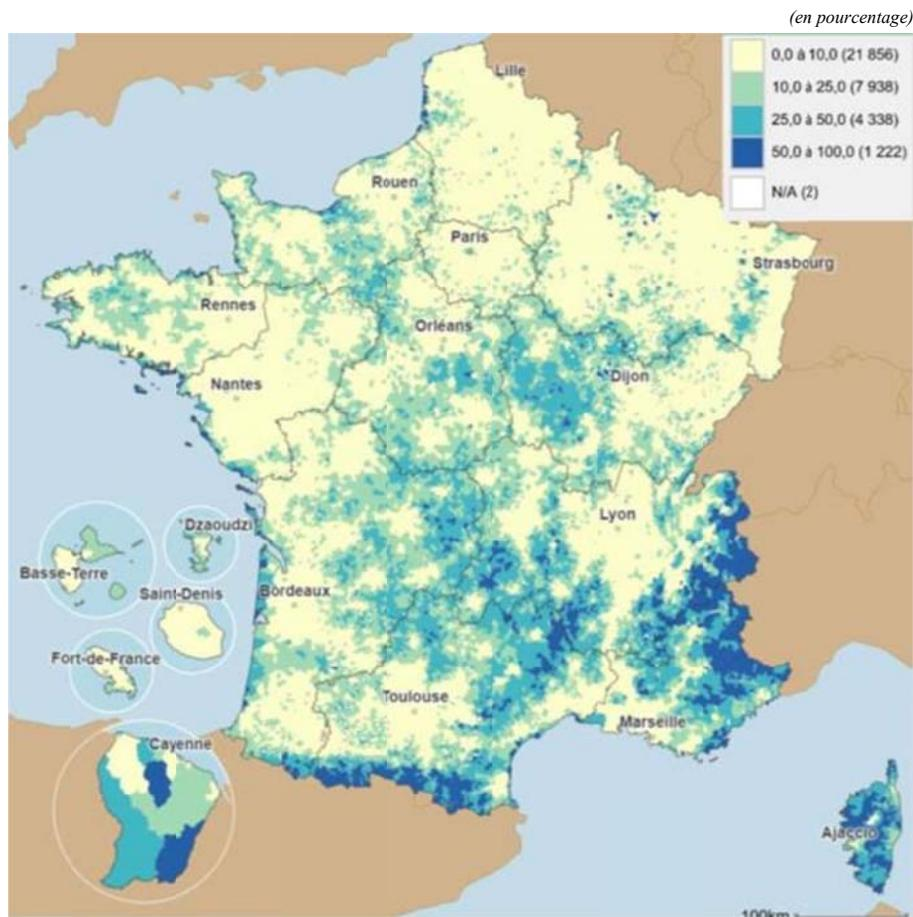 (en pourcentage)
0,0 à 10,0 (21 856)
10,0 à 25,0 (7 938)
25,0 à 50,0 (4 338)
50,0 à 100,0 (1 222)
N/A (2)
Lille
Rouen
Paris
Strasbourg
Rennes
Orléans
Nantes
Dijon
Lyon
Dzaoudzi
Basse-Terre
Saint-Denis
Bordeaux
Fort-de-France
Toulouse
Marseille
Cayenne
Ajaccio
100km